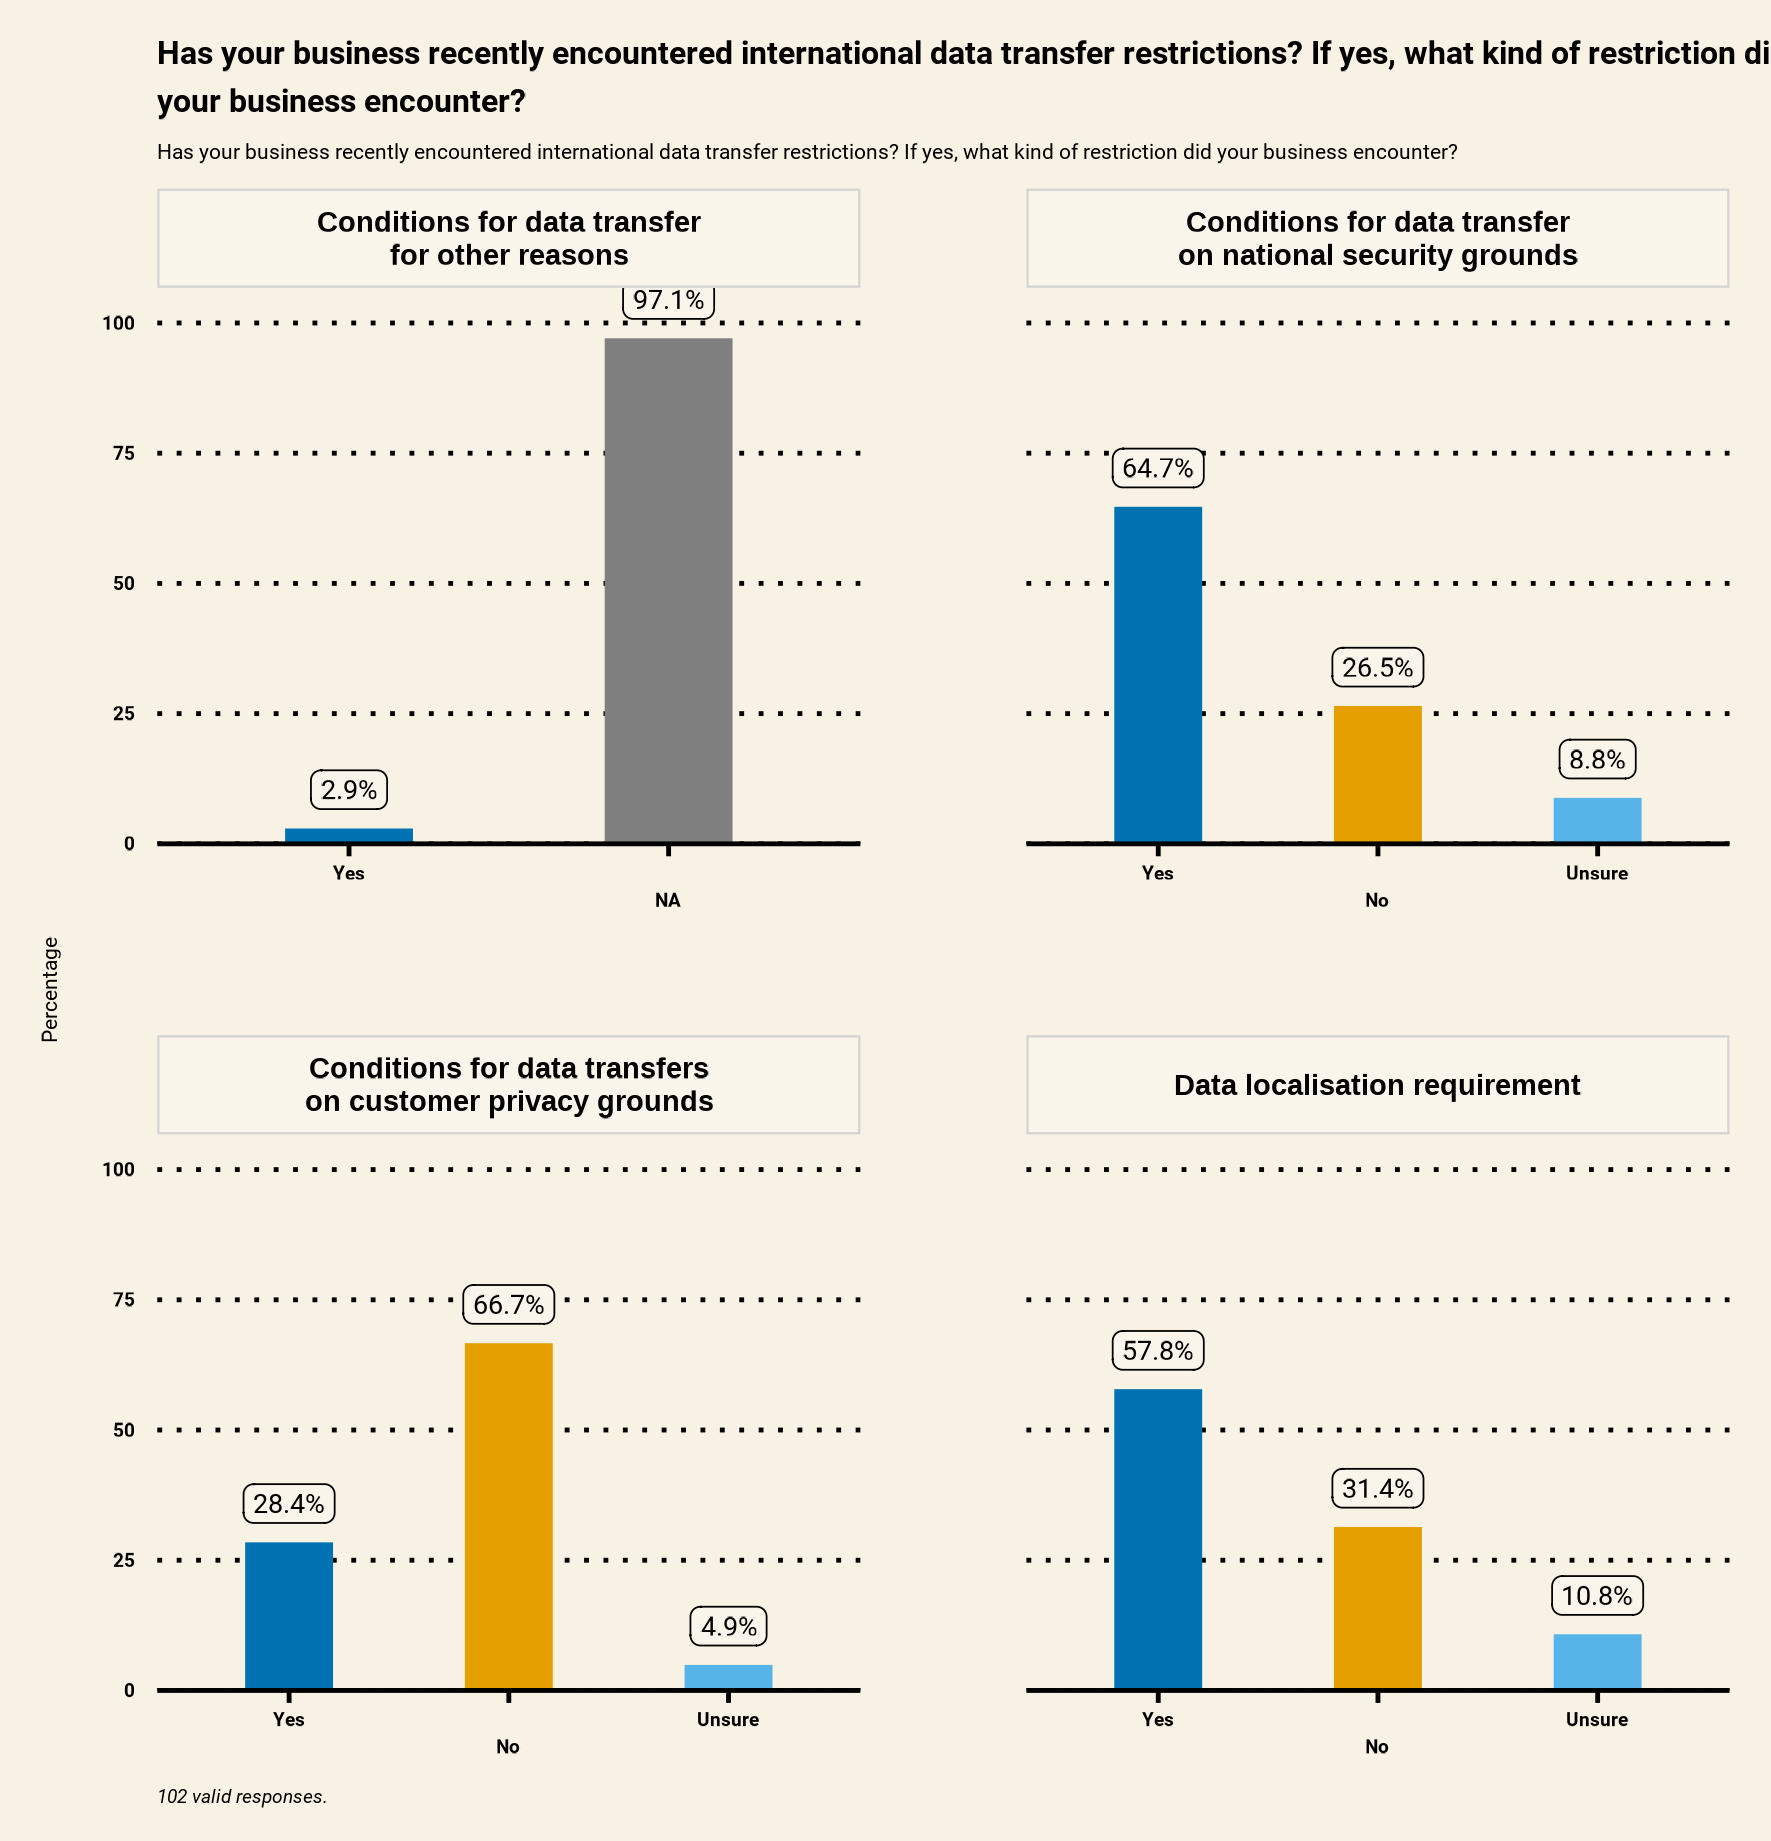 Has your business recently encountered international data transfer restrictions? If yes, what kind of restriction di
your business encounter?
Has your business recently encountered international data transfer restrictions? If yes, what kind of restriction did your business encounter?
Conditions for data transfer
for other reasons
97.1%
100
75
50
25
0
2.9%
Yes
NA
Conditions for data transfer
on national security grounds
64.7%
26.5%
8.8%
Yes
No
Unsure
Percentage
Conditions for data transfers
on customer privacy grounds
100
75
50
25
0
28.4%
66.7%
4.9%
Yes
No
Unsure
Data localisation requirement
57.8%
31.4%
10.8%
Yes
No
Unsure
102 valid responses.